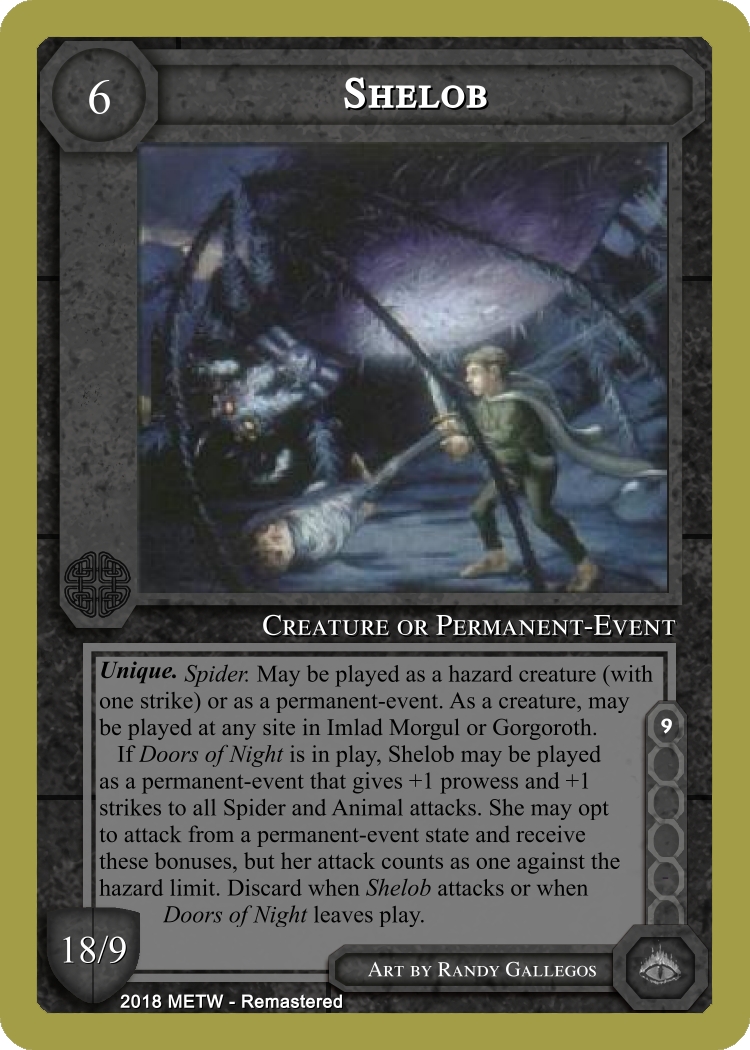 6
SHELOB
CREATURE OR PERMANENT-EVENT
Unique. Spider. May be played as a hazard creature (with
one strike) or as a permanent-event. As a creature, may
be played at any site in Imlad Morgul or Gorgoroth.
If Doors of Night is in play, Shelob may be played
as a permanent-event that gives +1 prowess and +1
strikes to all Spider and Animal attacks. She may opt
to attack from a permanent-event state and receive
these bonuses, but her attack counts as one against the
hazard limit. Discard when Shelob attacks or when
Doors of Night leaves play.
9
18/9
ART BY RANDY GALLEGOS
2018 METW - Remastered